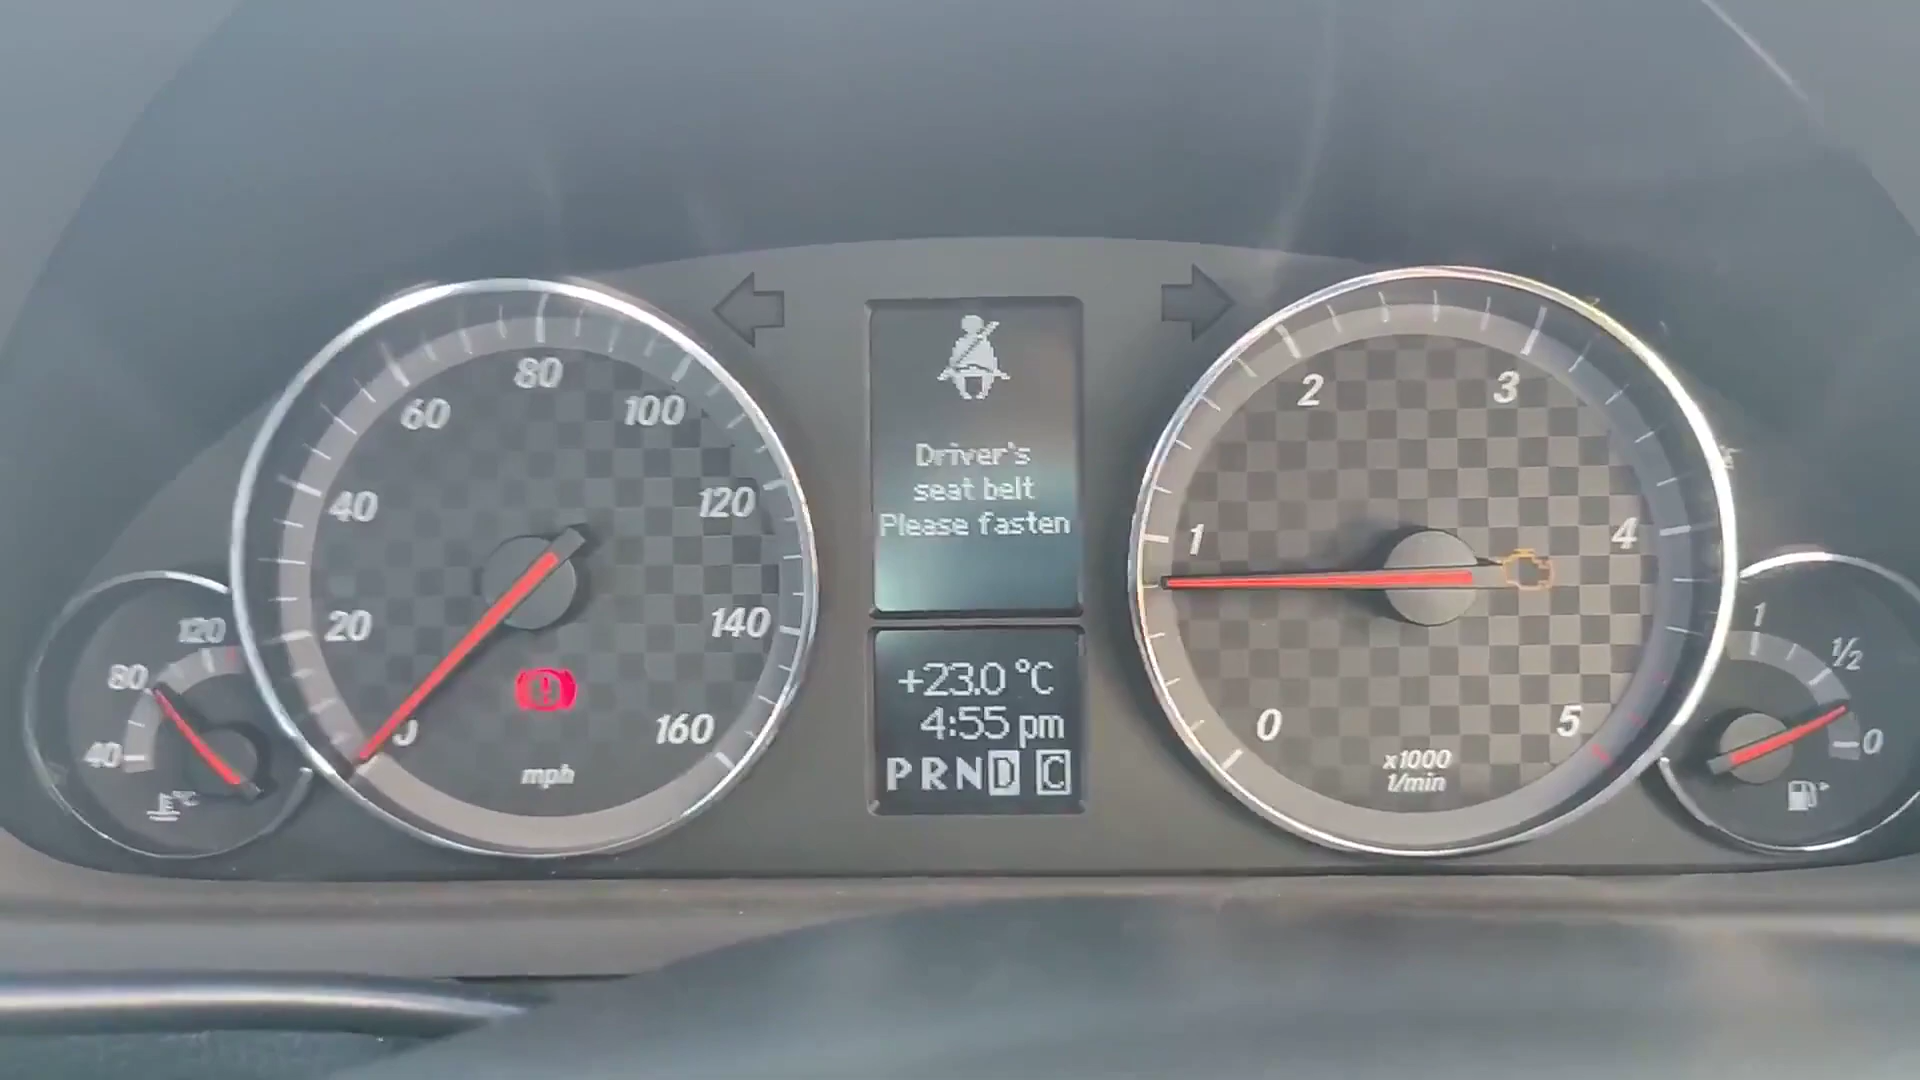 80
60
100
40
120
20
140
0
160
mph
120
80
40
°C
Driver's
seat belt
Please fasten
+23.0 °C
4:55 pm
P R N D C
2
3
1
4
0
5
x1000
1/min
1
1/2
0